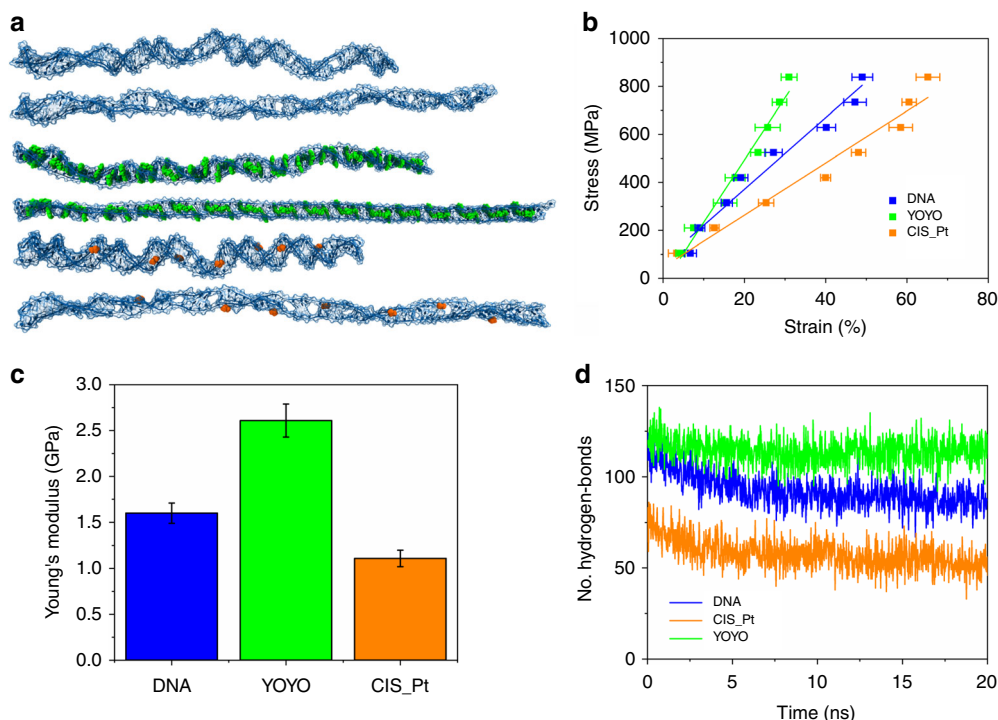 a
b
1000
800
600
400
200
0
Stress (MPa)
DNA
YOYO
CIS_Pt
0 20 40 60 80
Strain (%)
c
3.0
2.5
2.0
1.5
1.0
0.5
0.0
Young's modulus (GPa)
DNA YOYO CIS_Pt
d
150
100
50
0
No. hydrogen-bonds
DNA
CIS_Pt
YOYO
0 5 10 15 20
Time (ns)